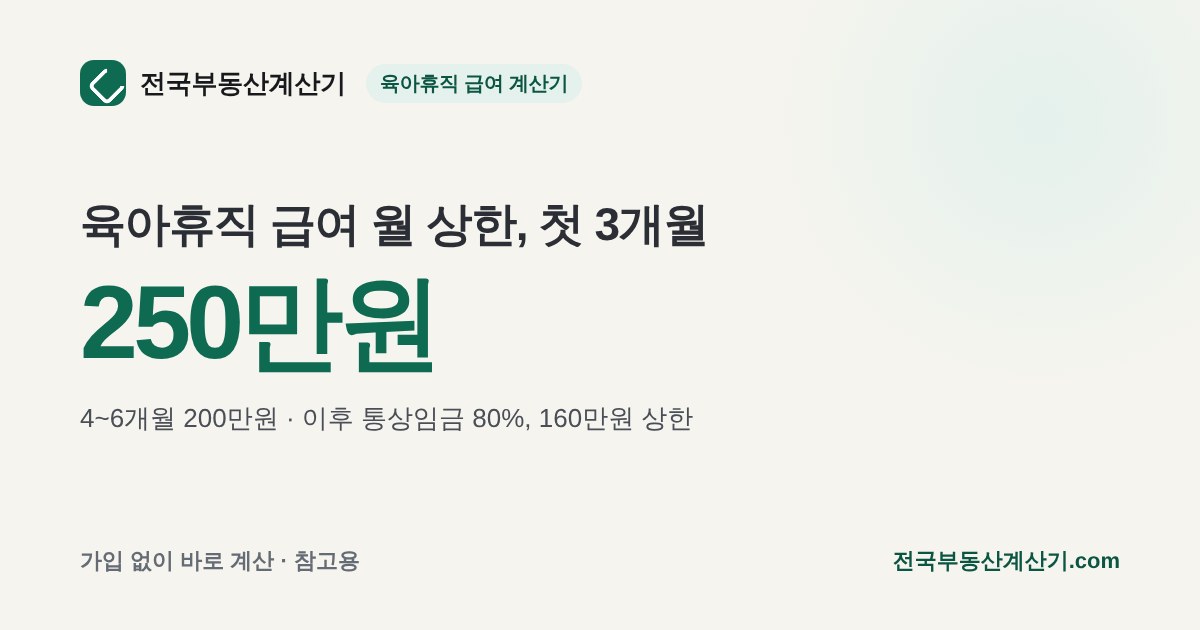 전국부동산계산기
육아휴직 급여 계산기
육아휴직 급여 월 상한, 첫 3개월
250만원
4~6개월 200만원 · 이후 통상임금 80%, 160만원 상한
가입 없이 바로 계산 · 참고용
전국부동산계산기.com